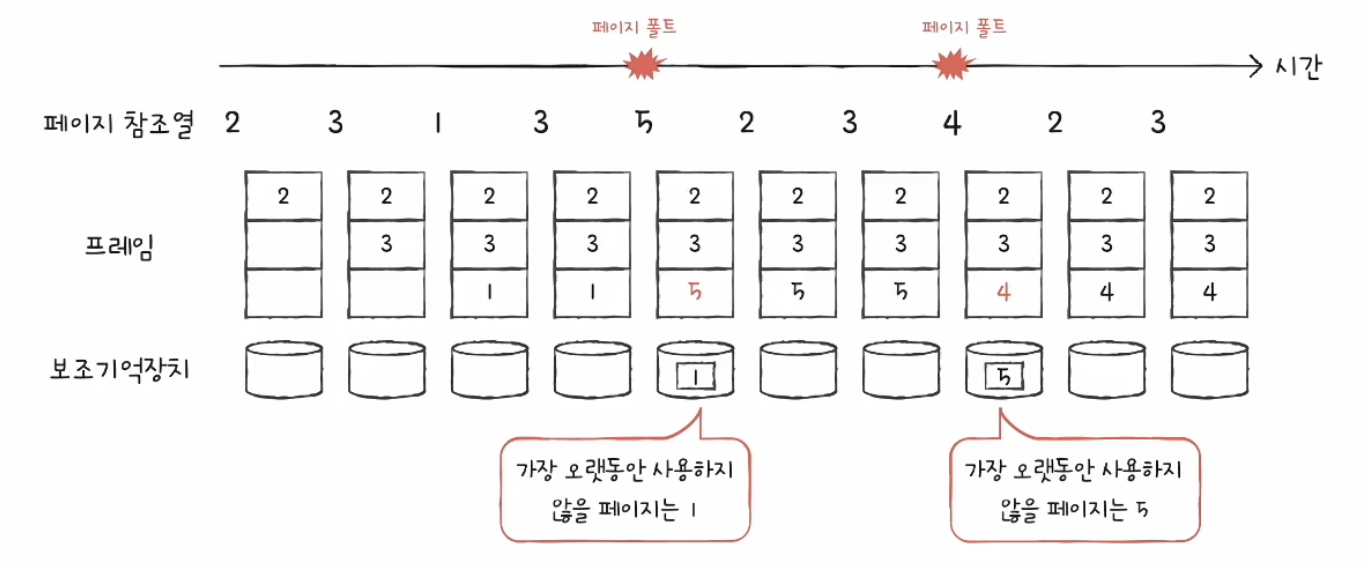 페이지 폴트 페이지 폴트
시간
페이지 참조열 2 3 1 3 5 2 3 4 2 3
2 2 2 2 2 2 2 2 2 2
프레임 3 3 3 3 3 3 3 3 3
1 1 5 5 5 4 4 4
보조기억장치 1 5
가장 오랫동안 사용하지
않을 페이지는 1
가장 오랫동안 사용하지
않을 페이지는 5